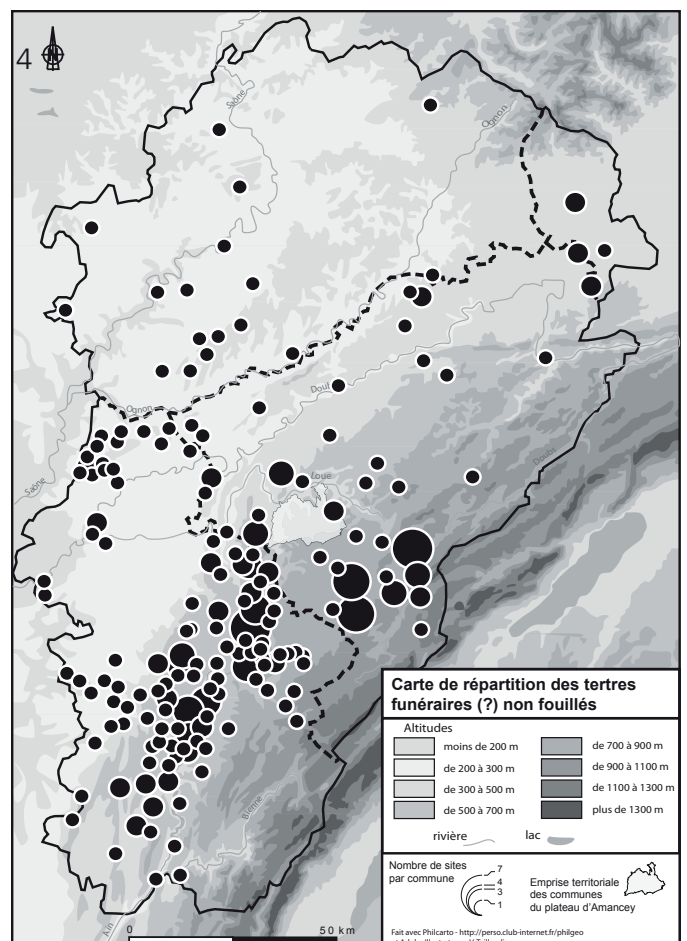 4
Saône
Ognon
Ognon
Doubs
Saône
Loue
Doubs
Bienne
Ain
Carte de répartition des tertres
funéraires (?) non fouillés
Altitudes
moins de 200 m
de 200 à 300 m
de 300 à 500 m
de 500 à 700 m
de 700 à 900 m
de 900 à 1100 m
de 1100 à 1300 m
plus de 1300 m
rivière
lac
Nombre de sites
par commune
7
4
3
1
Emprise territoriale
des communes
du plateau d'Amancey
0
50 km
Fait avec Philcarto - http://perso.club-internet.fr/philgeo